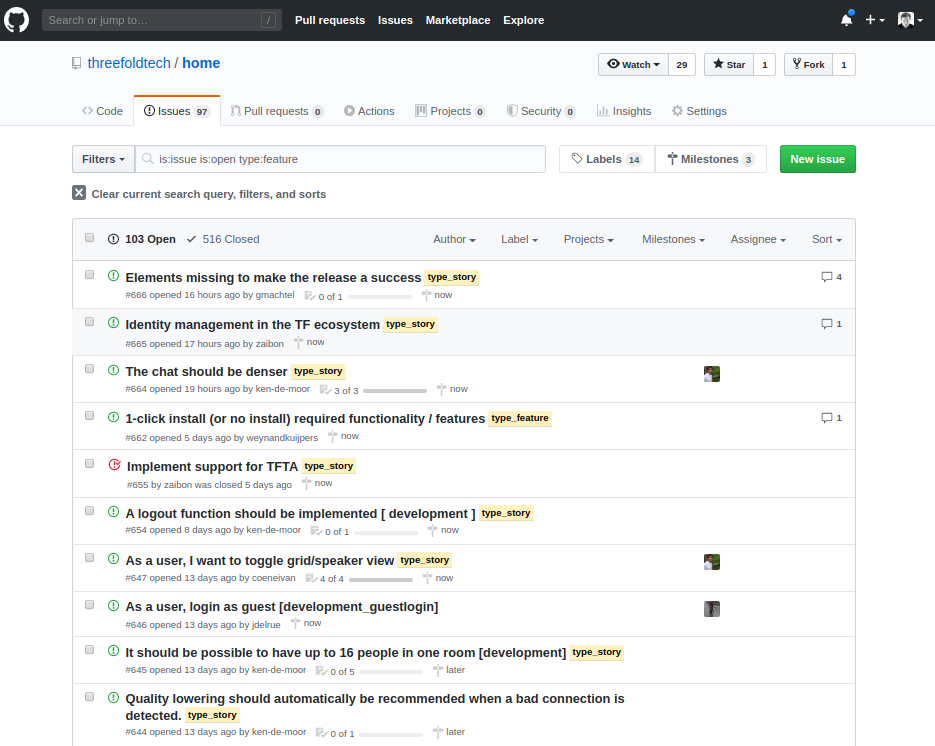 Search or jump to... / Pull requests Issues Marketplace Explore
threefoldtech / home Watch 29 Star 1 Fork 1
Code Issues 97 Pull requests 0 Actions Projects 0 Security 0 Insights Settings
Filters is:issue is:open type:feature Labels 14 Milestones 3 New issue
Clear current search query, filters, and sorts
103 Open 516 Closed Author Label Projects Milestones Assignee Sort
Elements missing to make the release a success type_story 4
#666 opened 16 hours ago by gmachtel 0 of 1 now
Identity management in the TF ecosystem type_story 1
#665 opened 17 hours ago by zaibon now
The chat should be denser type_story
#664 opened 19 hours ago by ken-de-moor 3 of 3 now
1-click install (or no install) required functionality / features type_feature 1
#662 opened 5 days ago by weynandkuijpers now
Implement support for TFTA type_story
#655 by zaibon was closed 5 days ago now
A logout function should be implemented [ development ] type_story
#654 opened 8 days ago by ken-de-moor 0 of 1 now
As a user, I want to toggle grid/speaker view type_story
#647 opened 13 days ago by coeneivan 4 of 4 now
As a user, login as guest [development_guestlogin]
#646 opened 13 days ago by jdelrue now
It should be possible to have up to 16 people in one room [development] type_story
#645 opened 13 days ago by ken-de-moor 0 of 5 later
Quality lowering should automatically be recommended when a bad connection is
detected. type_story
#644 opened 13 days ago by ken-de-moor 0 of 1 later